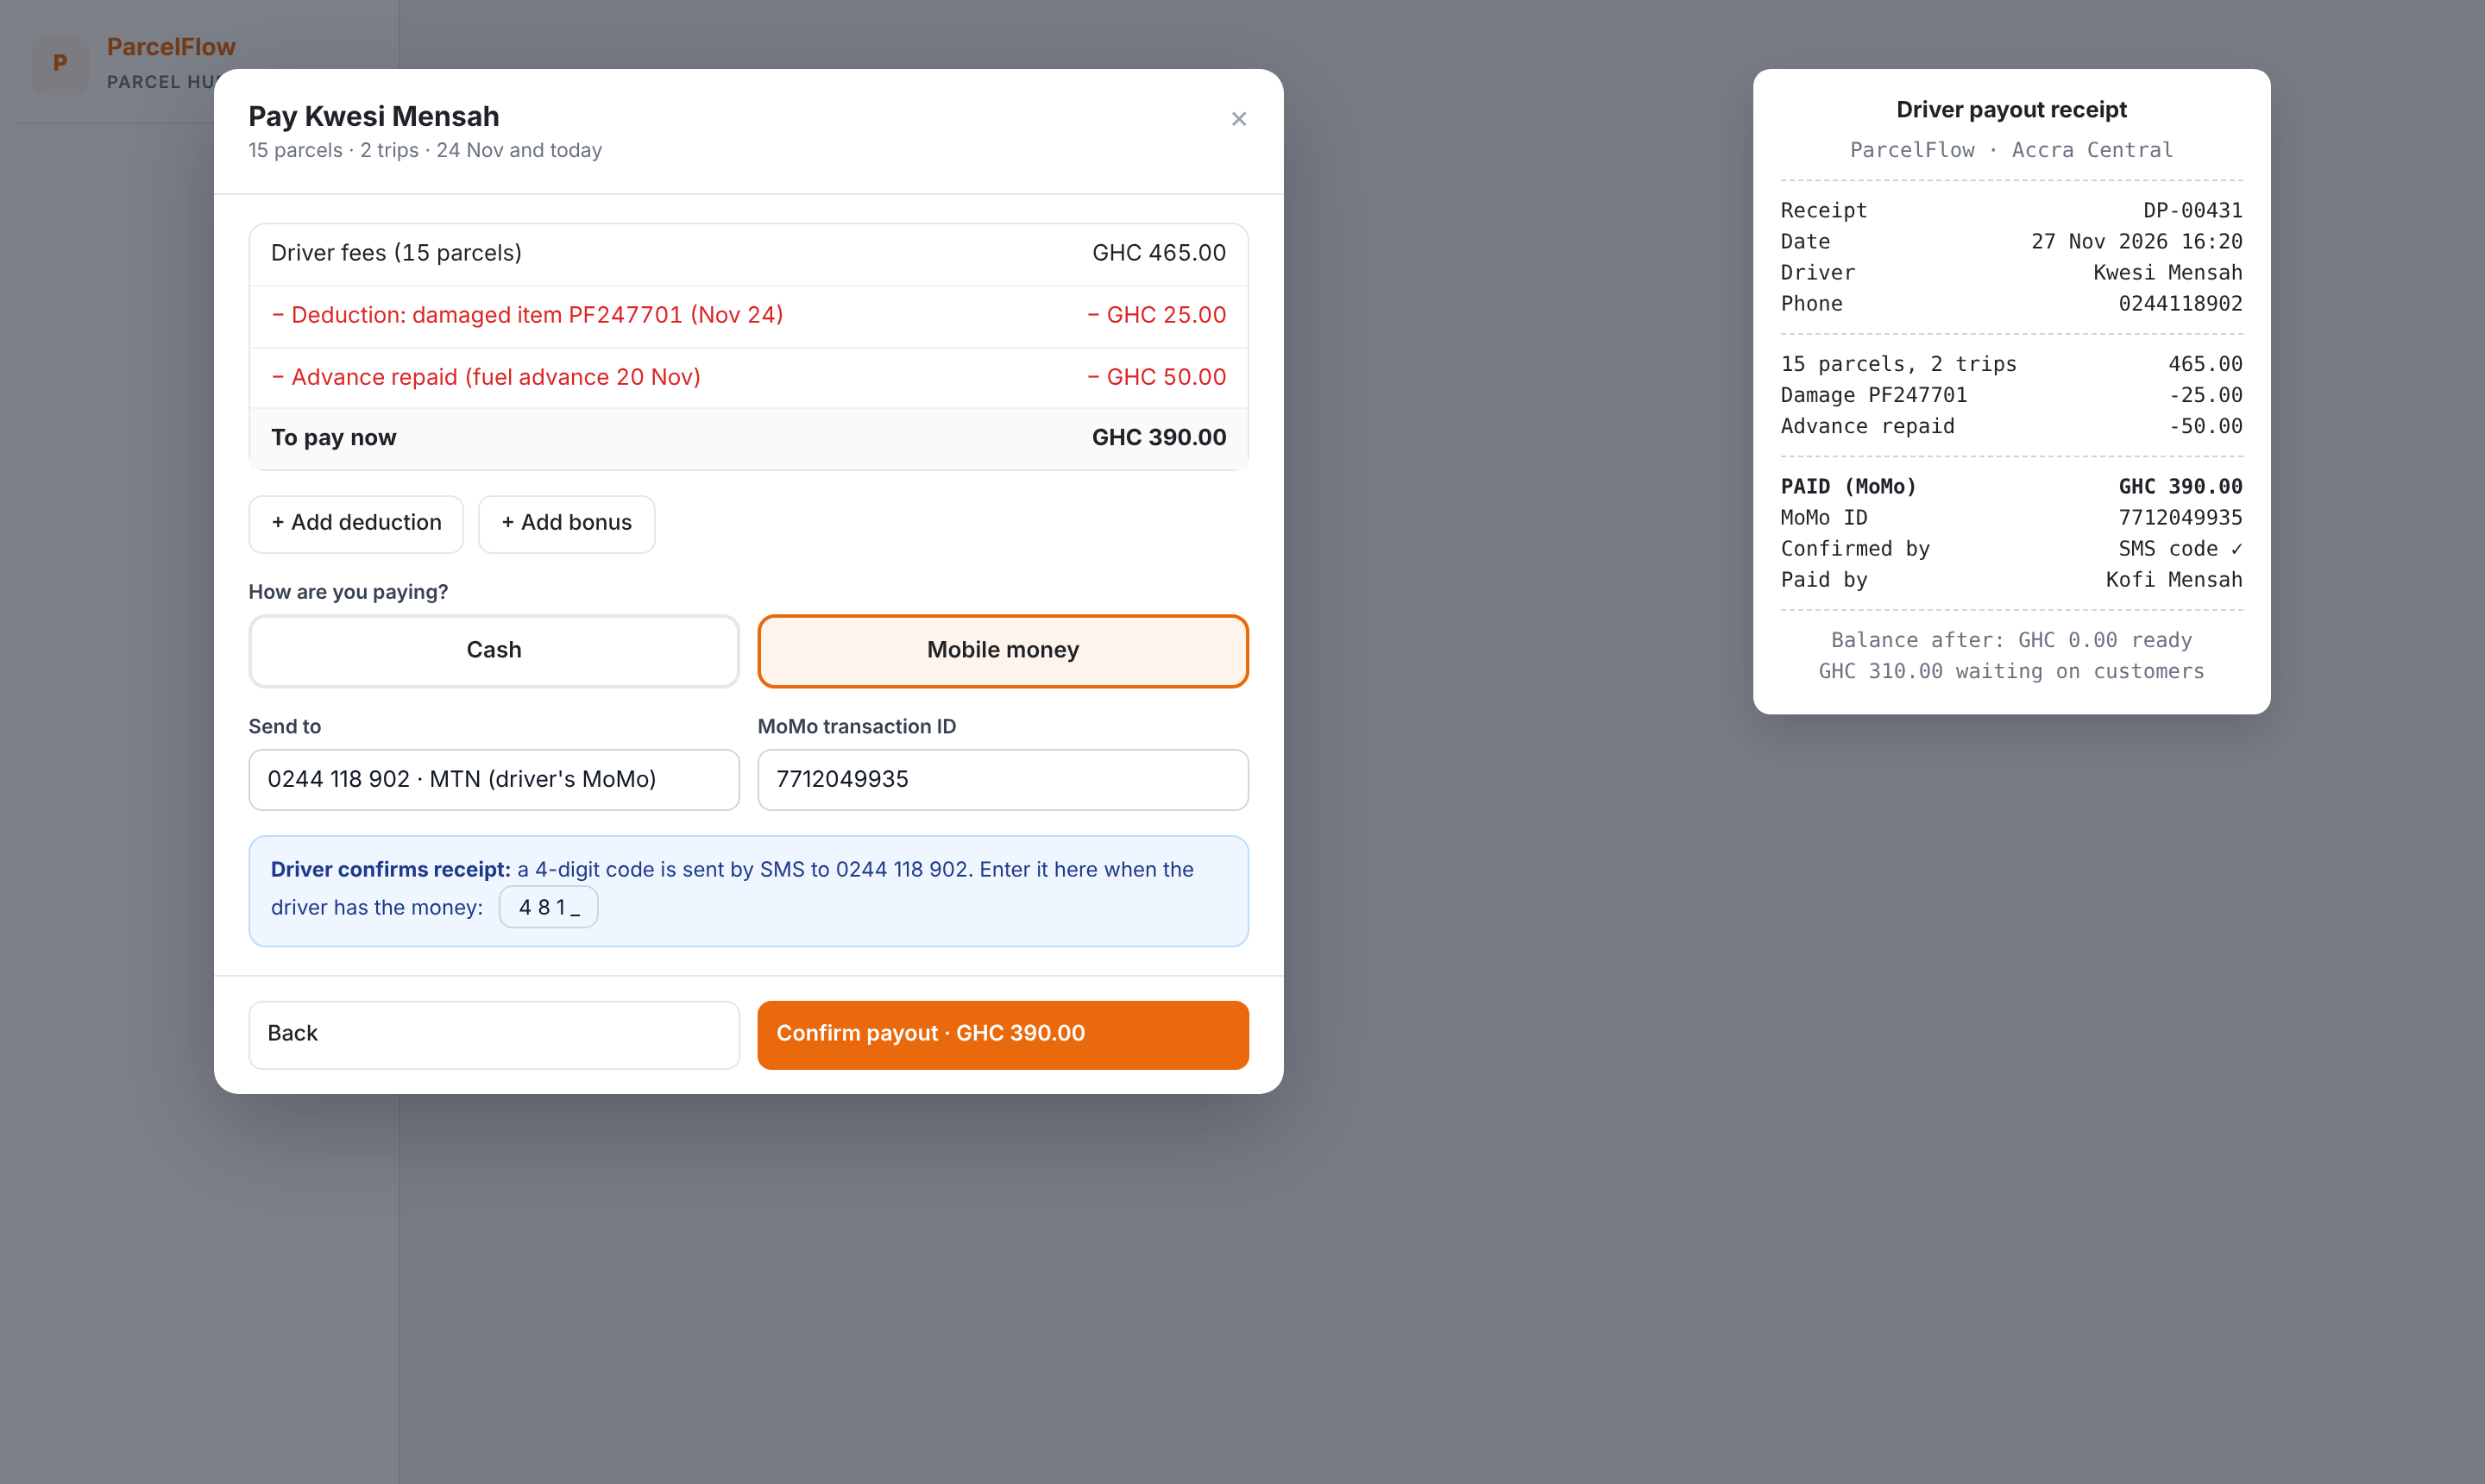 P
ParcelFlow
PARCEL HU
Pay Kwesi Mensah
×
15 parcels · 2 trips · 24 Nov and today
Driver fees (15 parcels) GHC 465.00
− Deduction: damaged item PF247701 (Nov 24) − GHC 25.00
− Advance repaid (fuel advance 20 Nov) − GHC 50.00
To pay now GHC 390.00
+ Add deduction + Add bonus
How are you paying?
Cash Mobile money
Send to MoMo transaction ID
0244 118 902 · MTN (driver's MoMo) 7712049935
Driver confirms receipt: a 4-digit code is sent by SMS to 0244 118 902. Enter it here when the
driver has the money: 4 8 1 _
Back Confirm payout · GHC 390.00
Driver payout receipt
ParcelFlow · Accra Central
Receipt DP-00431
Date 27 Nov 2026 16:20
Driver Kwesi Mensah
Phone 0244118902
15 parcels, 2 trips 465.00
Damage PF247701 -25.00
Advance repaid -50.00
PAID (MoMo) GHC 390.00
MoMo ID 7712049935
Confirmed by SMS code ✓
Paid by Kofi Mensah
Balance after: GHC 0.00 ready
GHC 310.00 waiting on customers